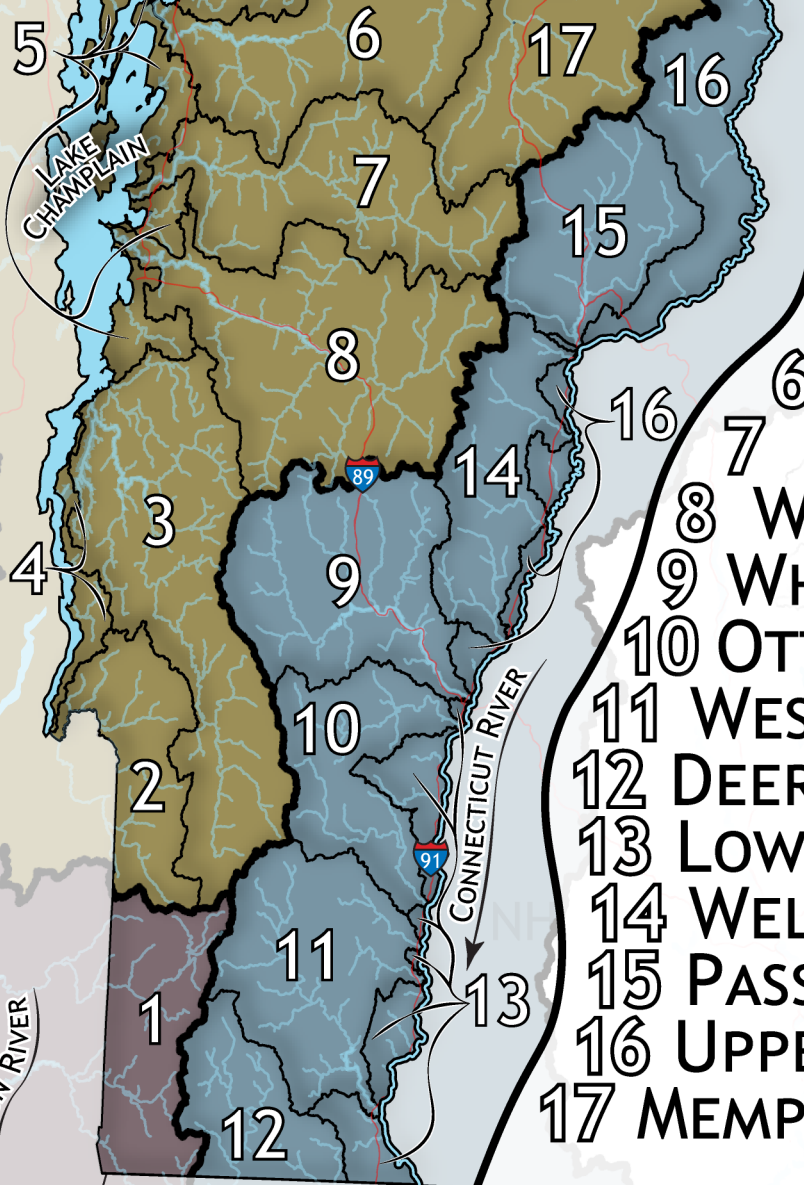 5
6
17
16
LAKE
CHAMPLAIN
7
15
8
16
14
89
3
9
4
10
CONNECTICUT RIVER
2
91
NH
11
1
13
12
N RIVER
6
7
8 W
9 WH
10 OTT
11 WES
12 DEER
13 LOW
14 WEL
15 PASS
16 UPPE
17 MEMP